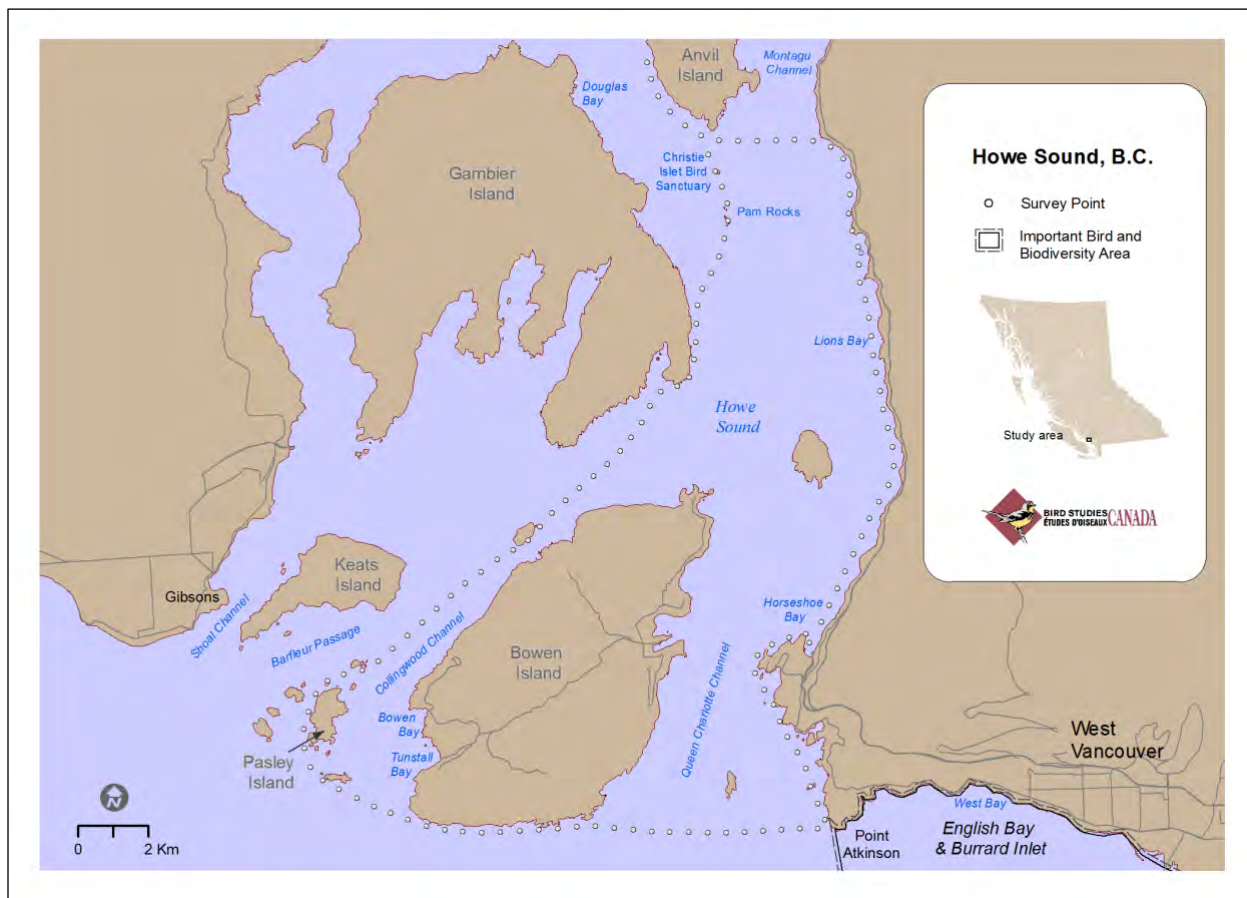 Anvil
Island
Montagu
Channel
Douglas
Bay
Christie
Islet Bird
Sanctuary
Gambier
Island
Pam Rocks
Lions Bay
Howe
Sound
Keats
Island
Gibsons
Shoal Channel
Barfleur Passage
Collingwood Channel
Horseshoe
Bay
Bowen
Island
Queen Charlotte Channel
Bowen
Bay
Tunstall
Bay
Pasley
Island
West
Vancouver
West Bay
Point
Atkinson
English Bay
& Burrard Inlet
N
0 2 Km
Howe Sound, B.C.
Survey Point
Important Bird and
Biodiversity Area
Study area
BIRD STUDIES
ÉTUDES D'OISEAUX CANADA